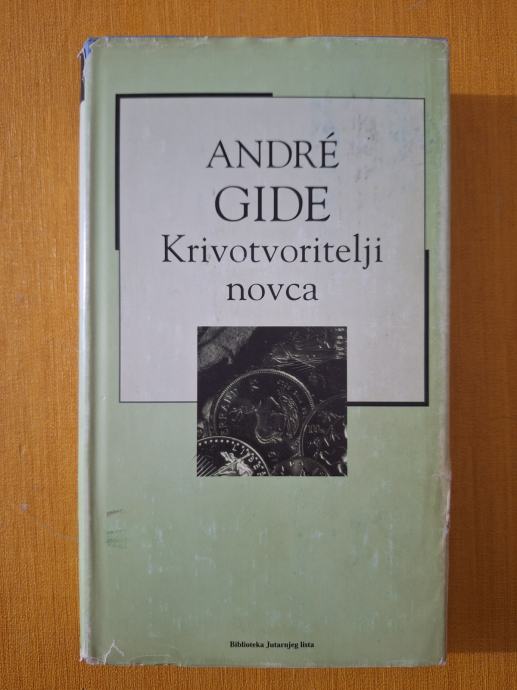 ANDRÉ
GIDE
Krivotvoritelji
novca
Biblioteka Jutarnjeg lista